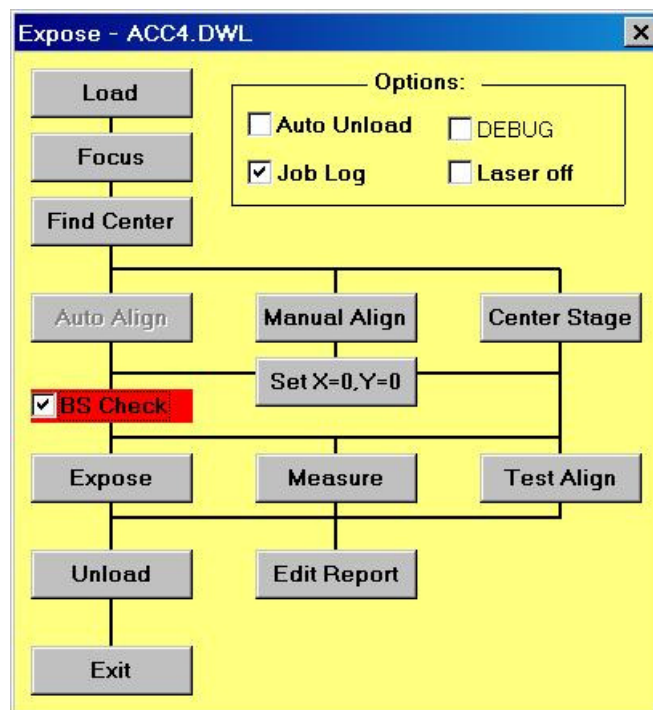 Expose - ACC4.DWL
Load
Options:
Auto Unload
DEBUG
Focus
Job Log
Laser off
Find Center
Auto Align
Manual Align
Center Stage
Set X=0,Y=0
BS Check
Expose
Measure
Test Align
Unload
Edit Report
Exit